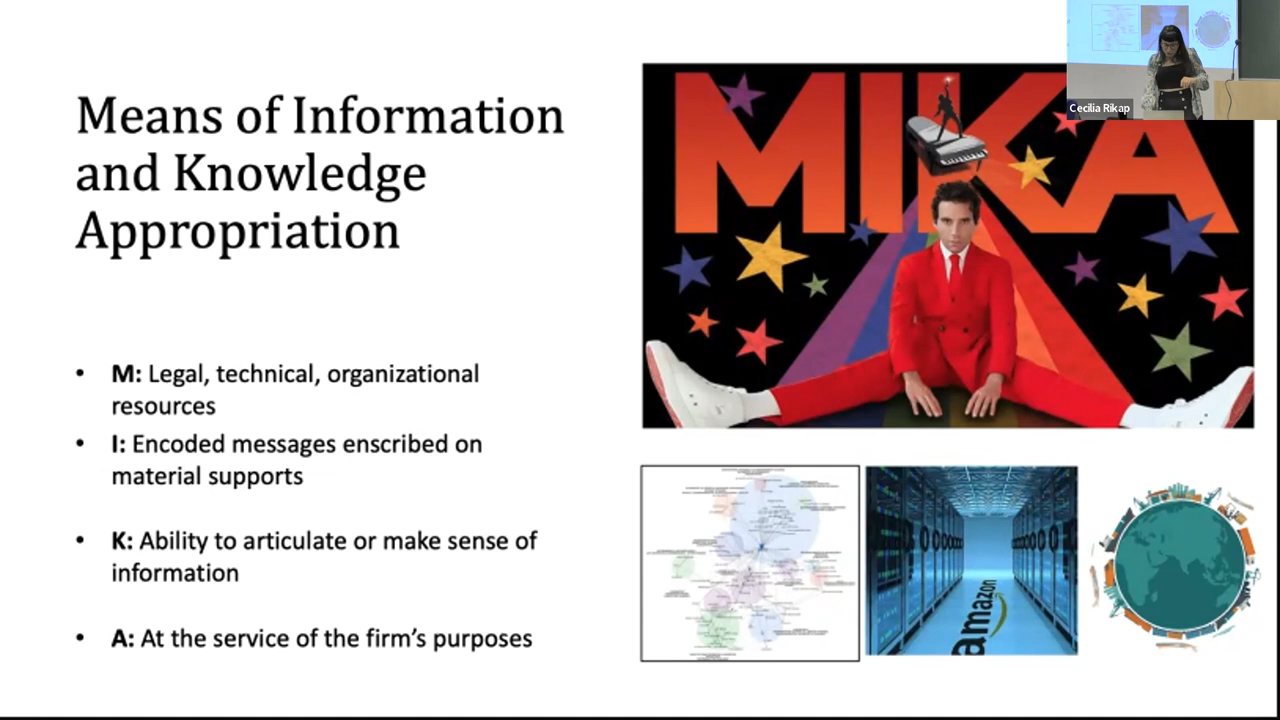 Means of Information
and Knowledge
Appropriation
• M: Legal, technical, organizational
resources
• I: Encoded messages enscribed on
material supports
• K: Ability to articulate or make sense of
information
• A: At the service of the firm's purposes
MIKA
Cecilia Rikap
amazon